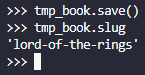 >>> tmp_book.save()
>>> tmp_book.slug
'lord-of-the-rings'
>>>